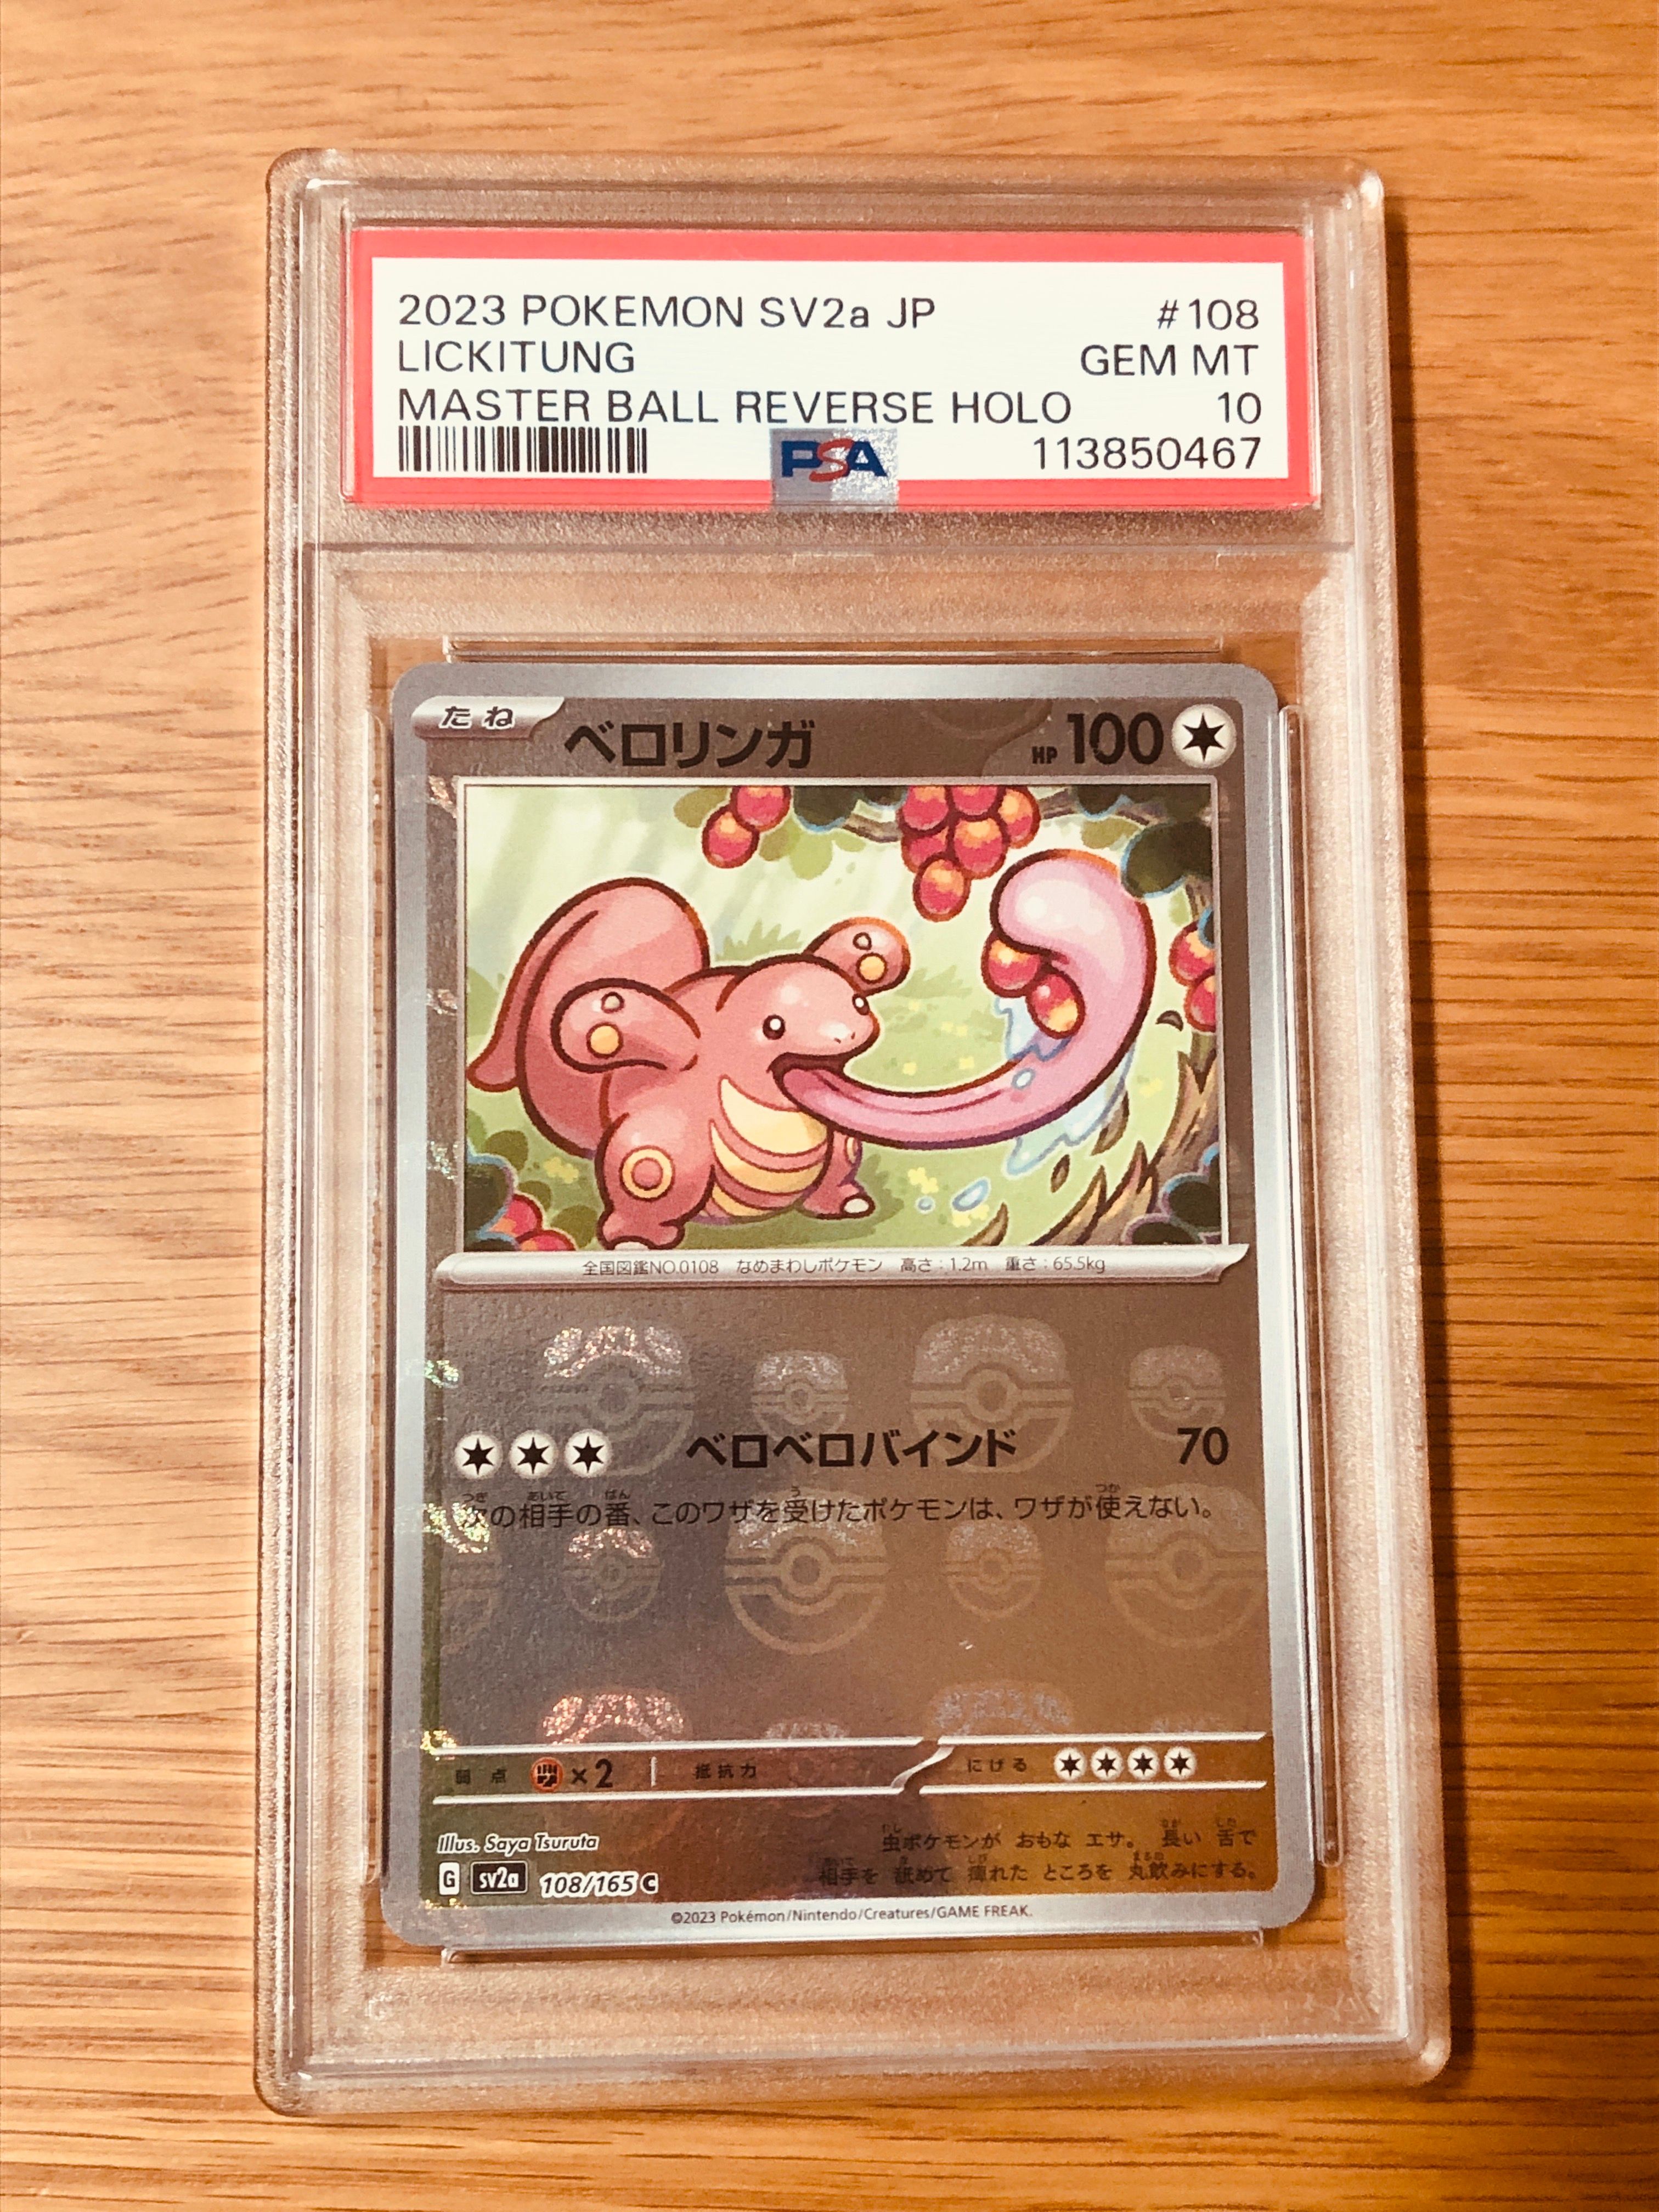 2023 POKEMON SV2a JP #108
LICKITUNG GEM MT
MASTER BALL REVERSE HOLO 10
PSA 113850467
たね ベロリンガ HP 100
全国図鑑NO.0108 なめまわしポケモン 高さ:1.2m 重さ:65.5kg
ベロベロバインド 70
次の相手の番、このワザを受けたポケモンは、ワザが使えない。
弱点 ×2 抵抗力 にげる
Illus. Saya Tsuruta
虫ポケモンが おもな エサ。 長い 舌で
相手を 舐めて 痺れた ところを 丸飲みにする。
G sv2a 108/165 C
©2023 Pokémon/Nintendo/Creatures/GAME FREAK.